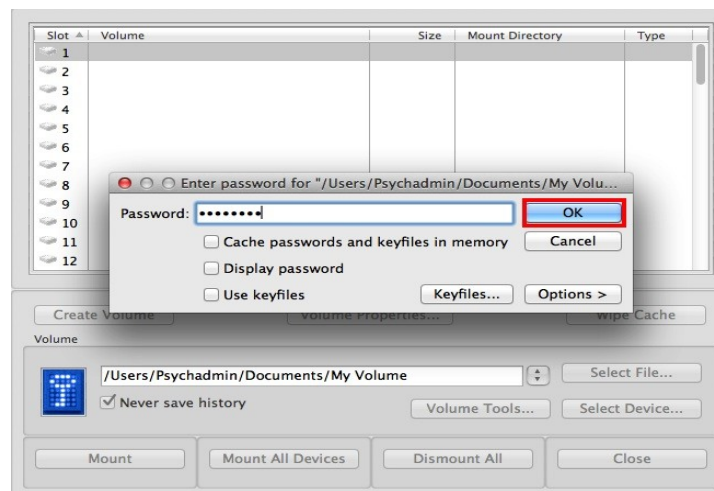 Slot Volume Size Mount Directory Type
1
2
3
4
5
6
7
8
9
10
11
12
Enter password for "/Users/Psychadmin/Documents/My Volu...
Password: •••••••• OK
Cache passwords and keyfiles in memory Cancel
Display password
Use keyfiles Keyfiles... Options >
Create Volume Volume Properties... Wipe Cache
Volume
/Users/Psychadmin/Documents/My Volume Select File...
Never save history Volume Tools... Select Device...
Mount Mount All Devices Dismount All Close